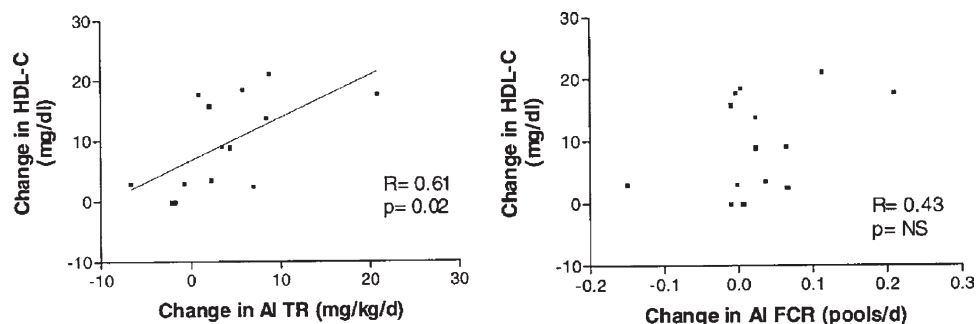 Change in HDL-C
(mg/dl)
30
20
10
0
-10
R= 0.61
p= 0.02
-10
0
10
20
30
Change in AI TR (mg/kg/d)
Change in HDL-C
(mg/dl)
30
20
10
0
-10
R= 0.43
p= NS
-0.2
-0.1
0.0
0.1
0.2
0.3
Change in AI FCR (pools/d)